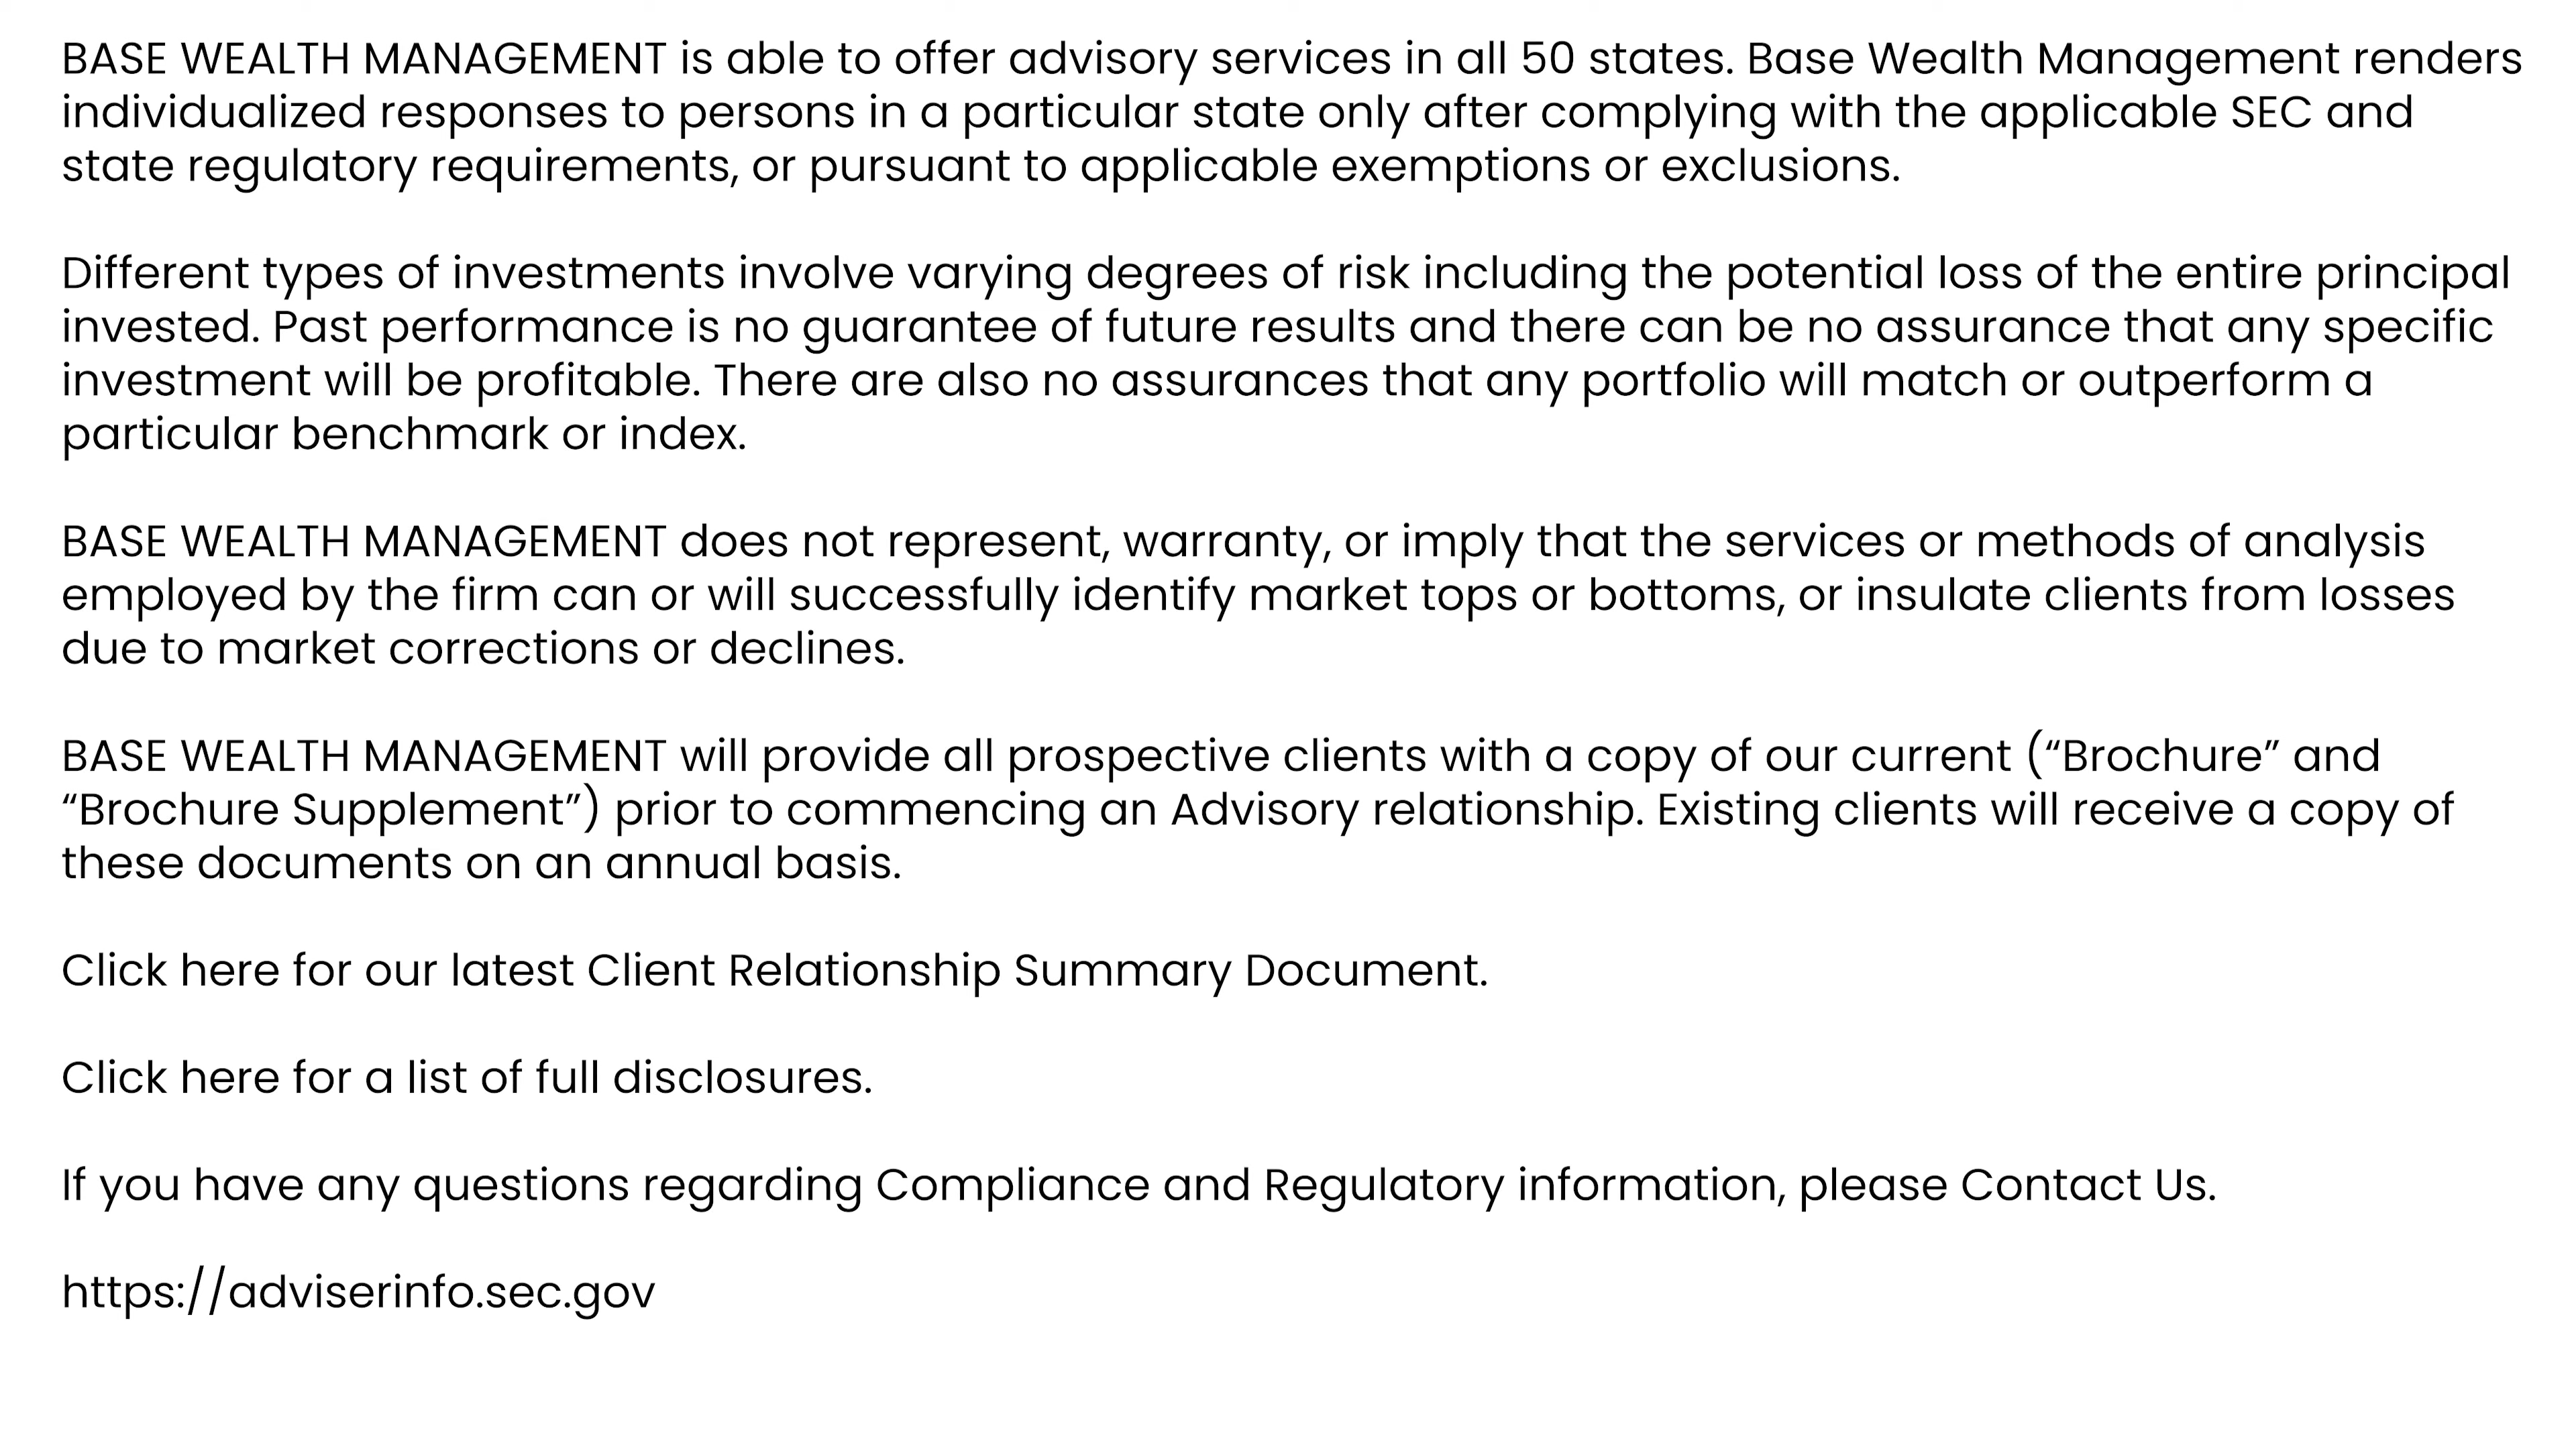 BASE WEALTH MANAGEMENT is able to offer advisory services in all 50 states. Base Wealth Management renders
individualized responses to persons in a particular state only after complying with the applicable SEC and
state regulatory requirements, or pursuant to applicable exemptions or exclusions.
Different types of investments involve varying degrees of risk including the potential loss of the entire principal
invested. Past performance is no guarantee of future results and there can be no assurance that any specific
investment will be profitable. There are also no assurances that any portfolio will match or outperform a
particular benchmark or index.
BASE WEALTH MANAGEMENT does not represent, warranty, or imply that the services or methods of analysis
employed by the firm can or will successfully identify market tops or bottoms, or insulate clients from losses
due to market corrections or declines.
BASE WEALTH MANAGEMENT will provide all prospective clients with a copy of our current (“Brochure” and
“Brochure Supplement”) prior to commencing an Advisory relationship. Existing clients will receive a copy of
these documents on an annual basis.
Click here for our latest Client Relationship Summary Document.
Click here for a list of full disclosures.
If you have any questions regarding Compliance and Regulatory information, please Contact Us.
https://adviserinfo.sec.gov